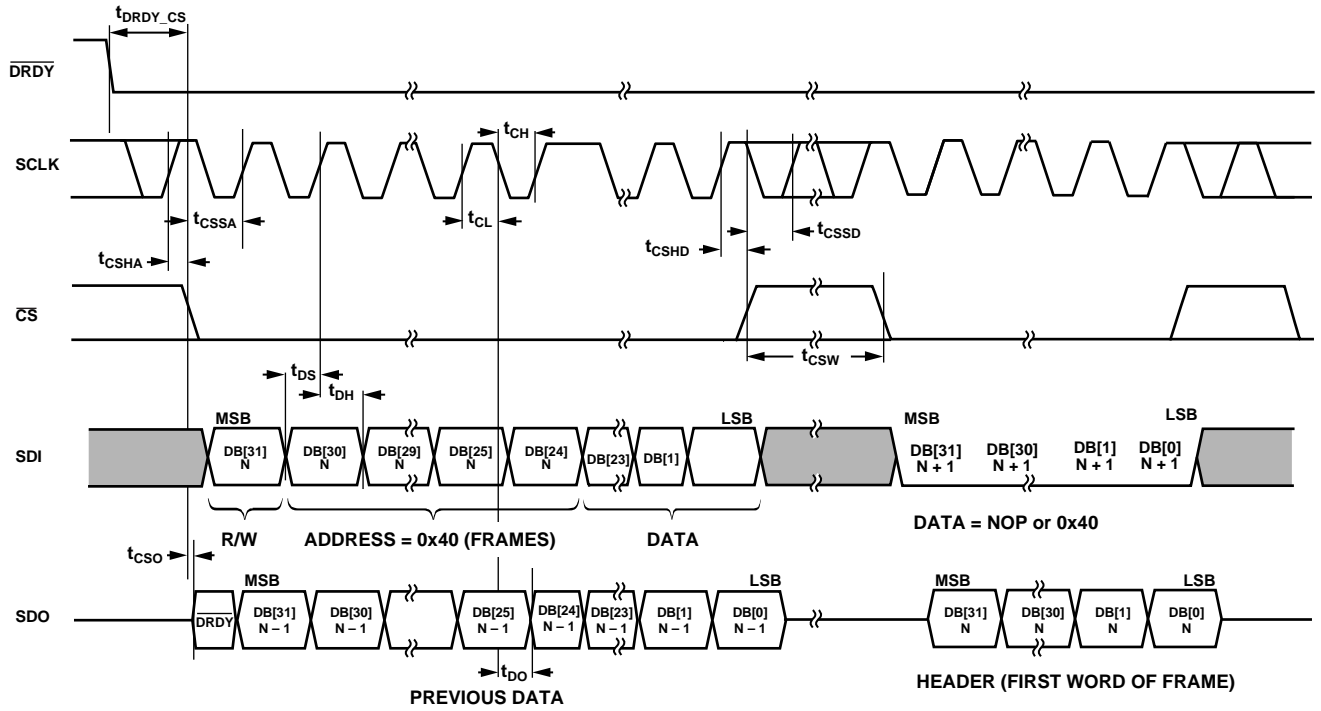 tDRDY_CS
DRDY
tCH
SCLK
tCSSA
tCL
tCSSD
tCSHD
tCSHA
CS
tCSW
tDS
tDH
MSB
LSB
MSB
LSB
SDI
DB[31] N
DB[30] N
DB[29] N
DB[25] N
DB[24] N
DB[23]
DB[1]
DB[31] N + 1
DB[30] N + 1
DB[1] N + 1
DB[0] N + 1
R/W
ADDRESS = 0x40 (FRAMES)
DATA
DATA = NOP or 0x40
tCSO
MSB
LSB
MSB
LSB
SDO
DRDY
DB[31] N – 1
DB[30] N – 1
DB[25] N – 1
DB[24] N – 1
DB[23] N – 1
DB[1] N – 1
DB[0] N – 1
DB[31] N
DB[30] N
DB[1] N
DB[0] N
tDO
PREVIOUS DATA
HEADER (FIRST WORD OF FRAME)